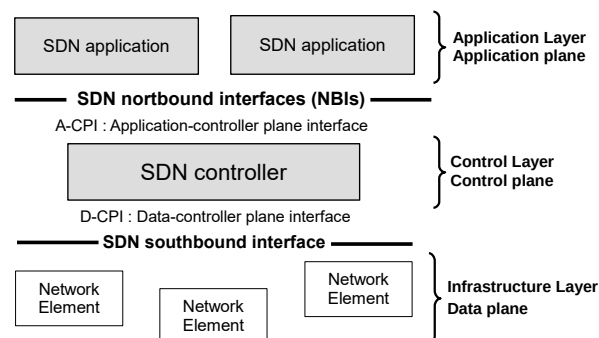 SDN application
SDN application
Application Layer
Application plane
SDN nortbound interfaces (NBIs)
A-CPI : Application-controller plane interface
SDN controller
Control Layer
Control plane
D-CPI : Data-controller plane interface
SDN southbound interface
Network
Element
Network
Element
Network
Element
Infrastructure Layer
Data plane